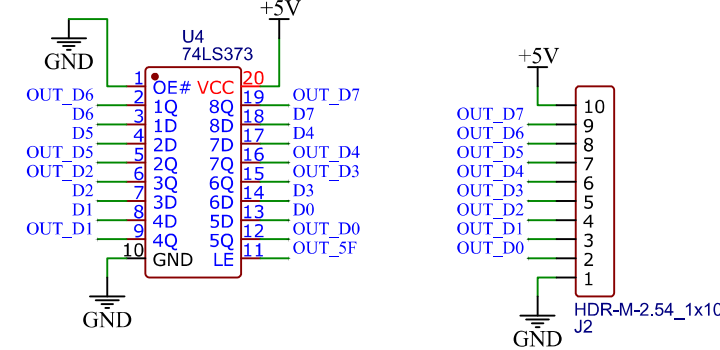 +5V
U4
74LS373
GND
1 OE# VCC 20
OUT_D6 2 1Q 8Q 19 OUT_D7
D6 3 1D 8D 18 D7
D5 4 2D 7D 17 D4
OUT_D5 5 2Q 7Q 16 OUT_D4
OUT_D2 6 3Q 6Q 15 OUT_D3
D2 7 3D 6D 14 D3
D1 8 4D 5D 13 D0
OUT_D1 9 4Q 5Q 12 OUT_D0
10 GND LE 11 OUT_5F
GND
+5V
10
OUT_D7 9
OUT_D6 8
OUT_D5 7
OUT_D4 6
OUT_D3 5
OUT_D2 4
OUT_D1 3
OUT_D0 2
1
HDR-M-2.54_1x10
J2
GND